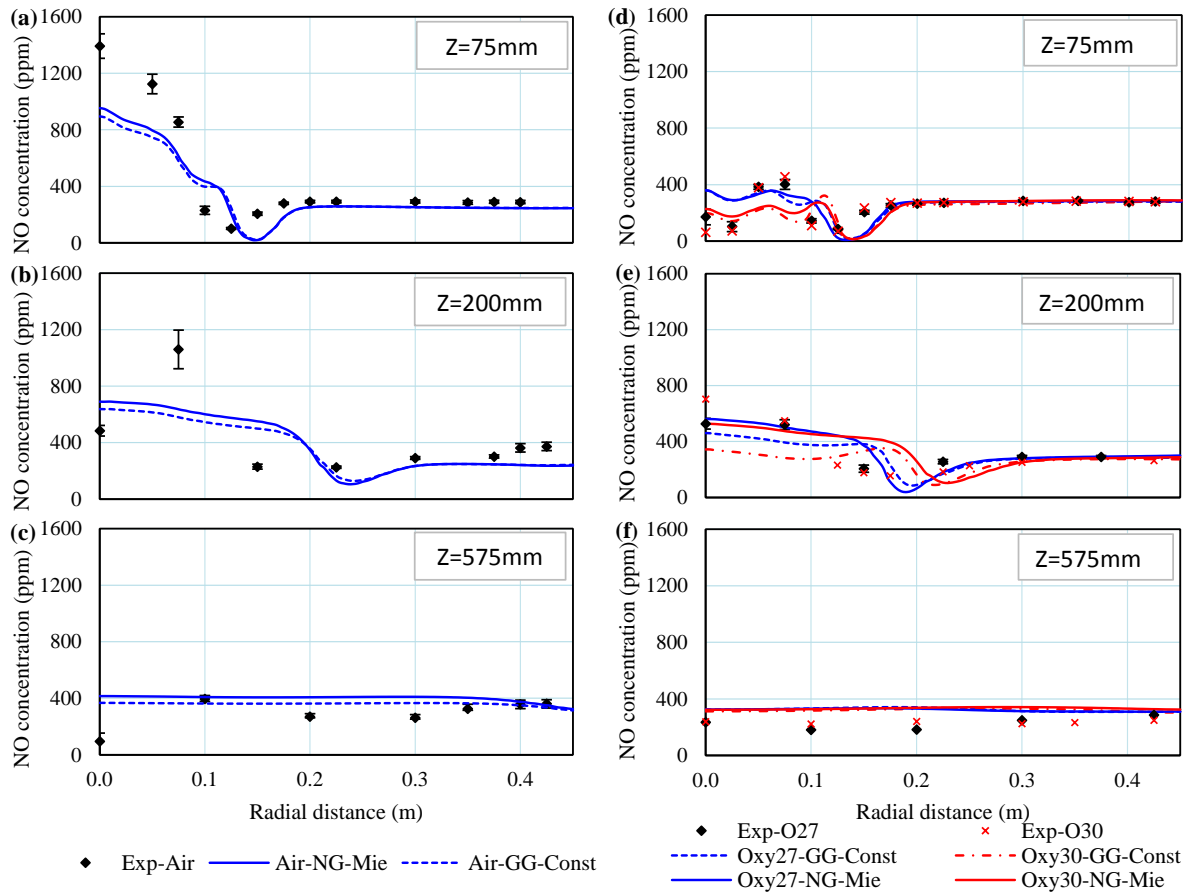 (a)
1600
1200
800
400
0
NO concentration (ppm)
Z=75mm
(b)
1600
1200
800
400
0
NO concentration (ppm)
Z=200mm
(c)
1600
1200
800
400
0
NO concentration (ppm)
Z=575mm
0.0 0.1 0.2 0.3 0.4
Radial distance (m)
Exp-Air Air-NG-Mie Air-GG-Const
(d)
1600
1200
800
400
0
NO concentration (ppm)
Z=75mm
(e)
1600
1200
800
400
0
NO concentration (ppm)
Z=200mm
(f)
1600
1200
800
400
0
NO concentration (ppm)
Z=575mm
0.0 0.1 0.2 0.3 0.4
Radial distance (m)
Exp-O27 Exp-O30
Oxy27-GG-Const Oxy30-GG-Const
Oxy27-NG-Mie Oxy30-NG-Mie